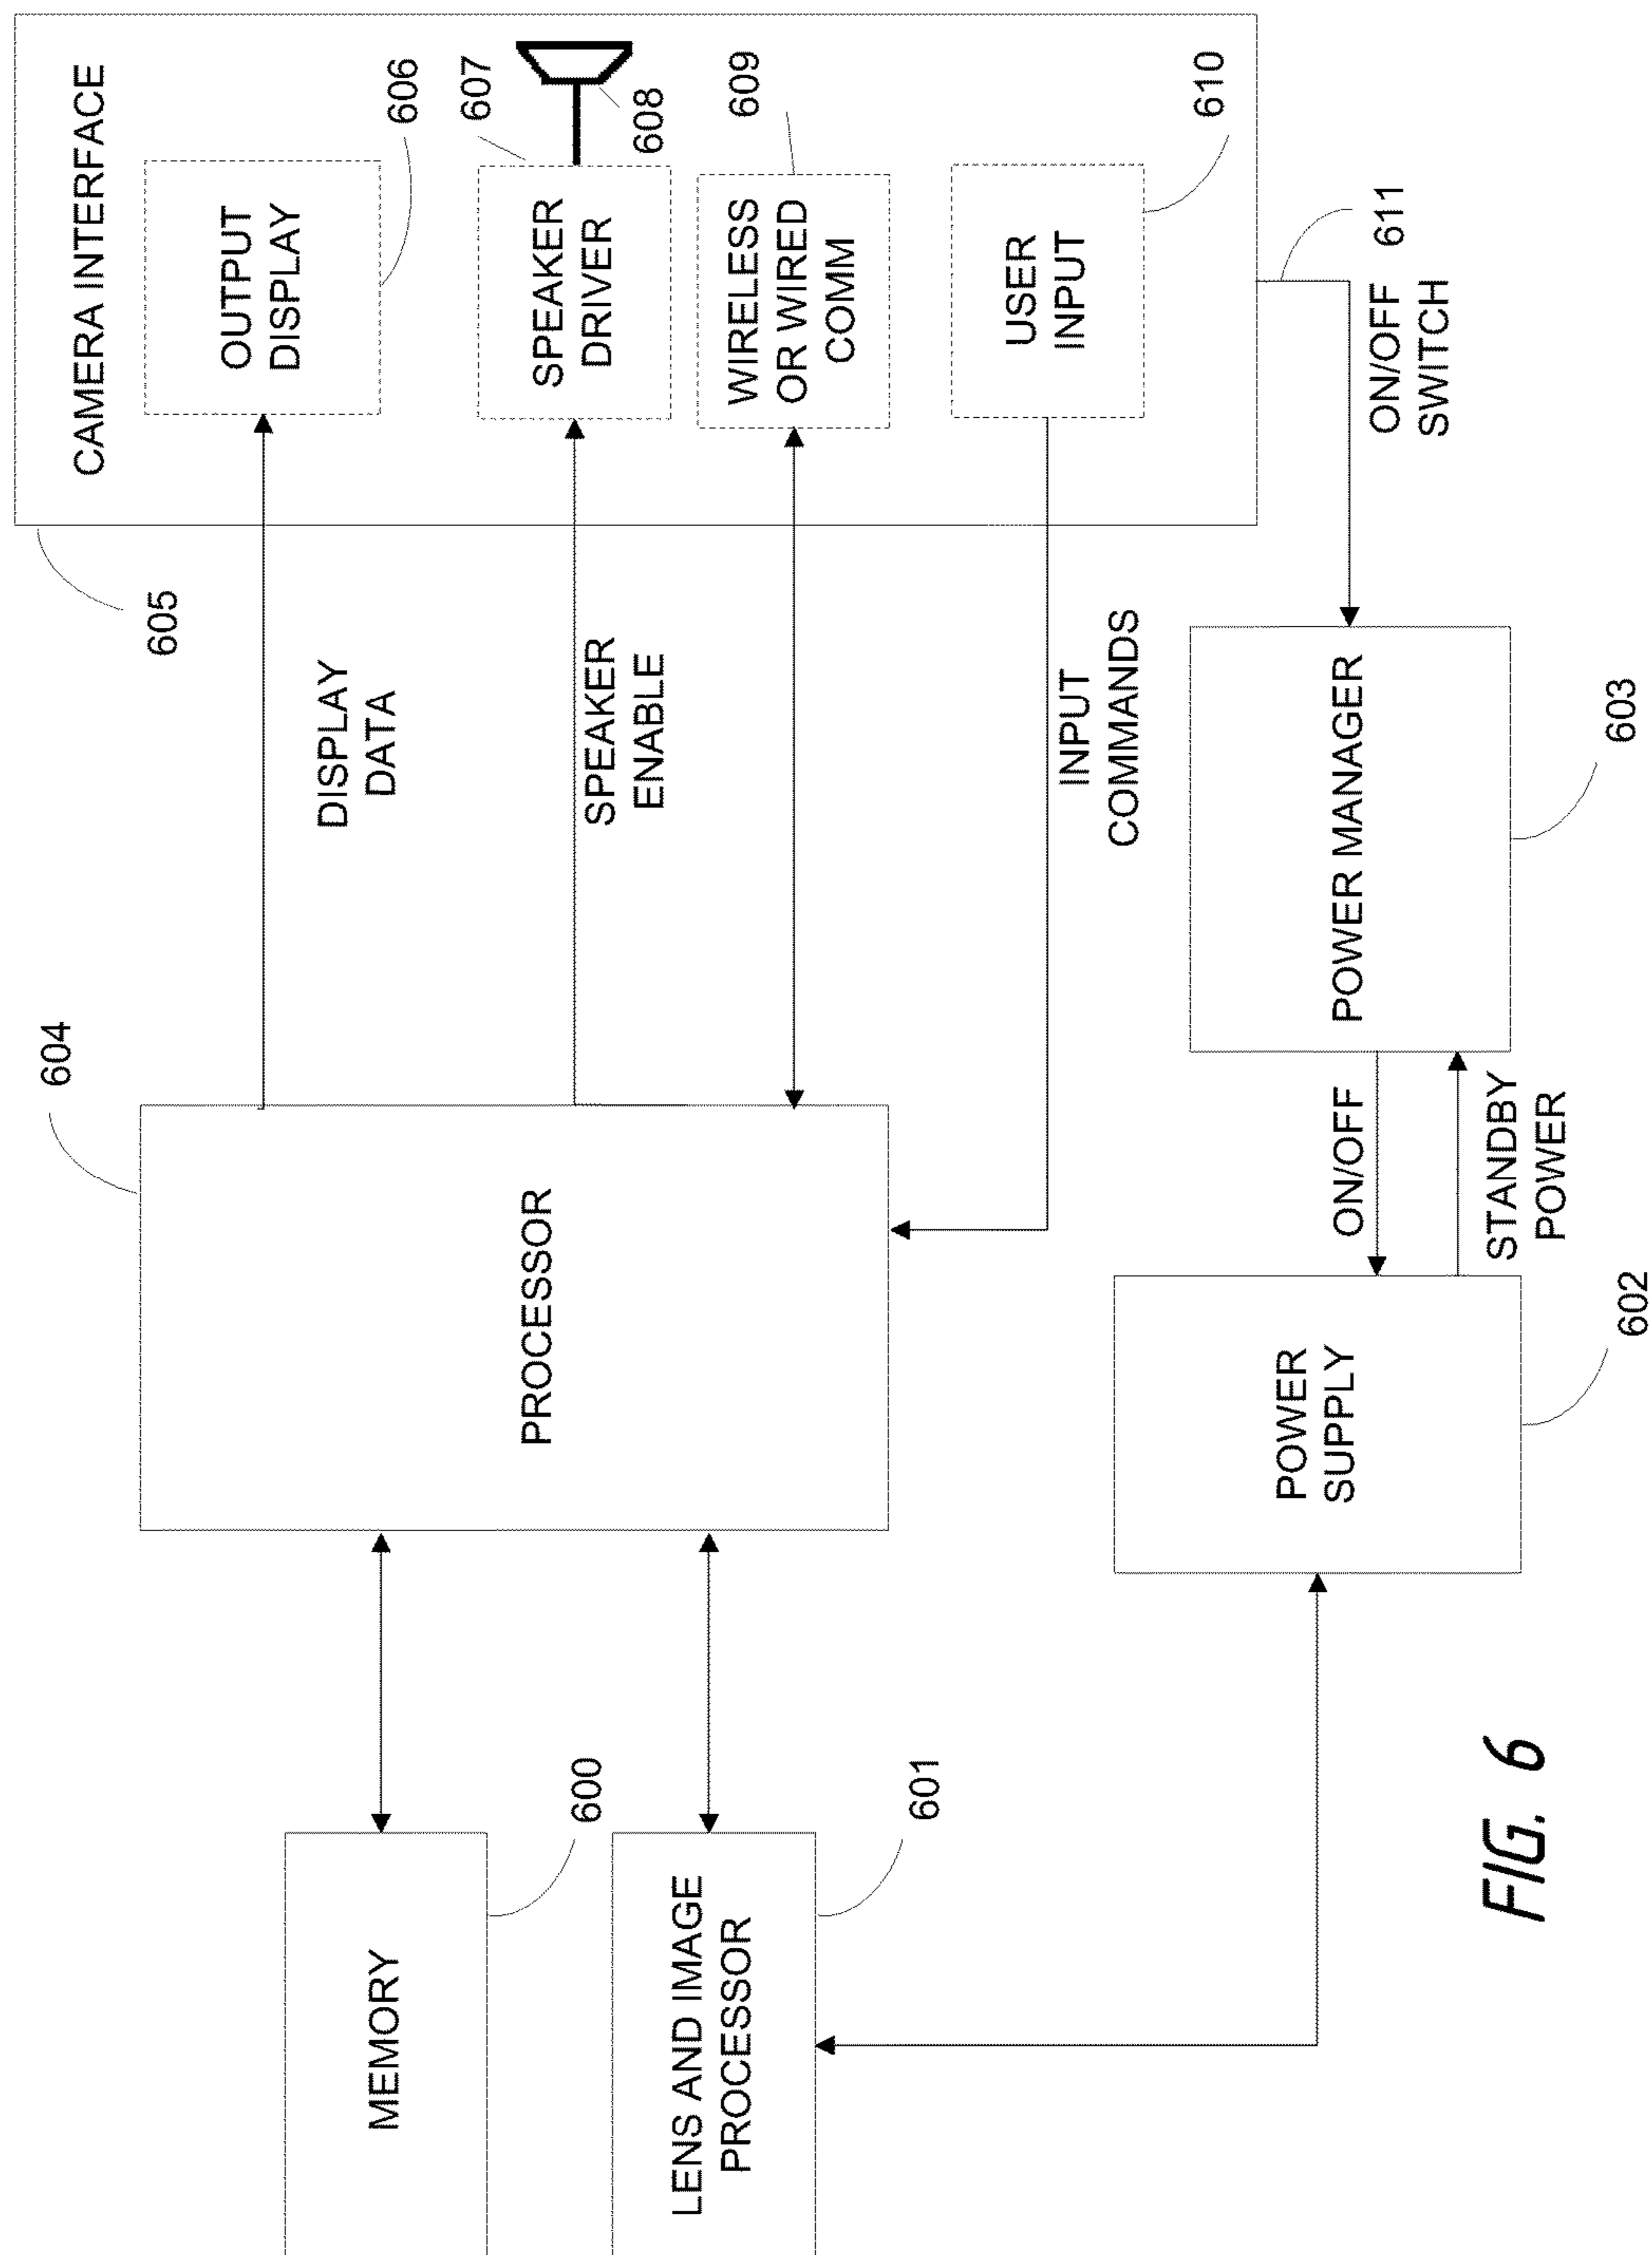 CAMERA INTERFACE
605
OUTPUT
DISPLAY
606
SPEAKER
DRIVER
607
608
WIRELESS
OR WIRED
COMM
609
USER
INPUT
610
ON/OFF
SWITCH
611
DISPLAY
DATA
SPEAKER
ENABLE
INPUT
COMMANDS
604
PROCESSOR
POWER MANAGER
603
ON/OFF
STANDBY
POWER
POWER
SUPPLY
602
MEMORY
600
LENS AND IMAGE
PROCESSOR
601
FIG. 6